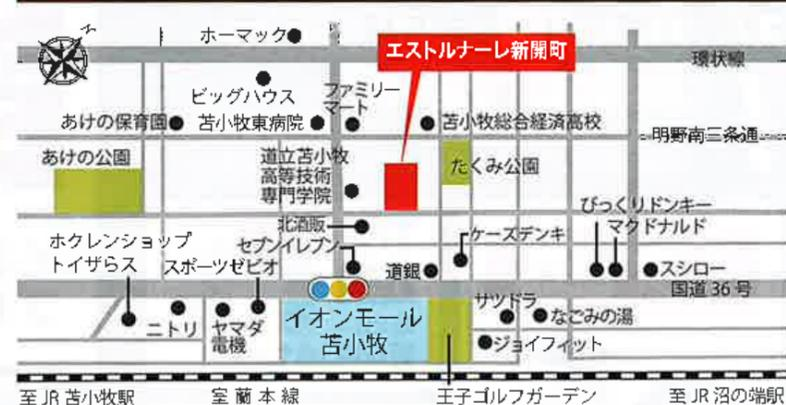 ホーマック
エストルナーレ新開町
環状線
ビッグハウス
ファミリー
マート
あけの保育園
苫小牧東病院
苫小牧総合経済高校
明野南三条通
あけの公園
道立苫小牧
高等技術
専門学院
たくみ公園
北酒販
びっくりドンキー
マクドナルド
ホクレンショップ
トイザらス
スポーツゼビオ
セブンイレブン
ケーズデンキ
道銀
スシロー
国道36号
ニトリ
ヤマダ
電機
イオンモール
苫小牧
サツドラ
なごみの湯
ジョイフィット
至JR苫小牧駅
室蘭本線
王子ゴルフガーデン
至JR沼の端駅